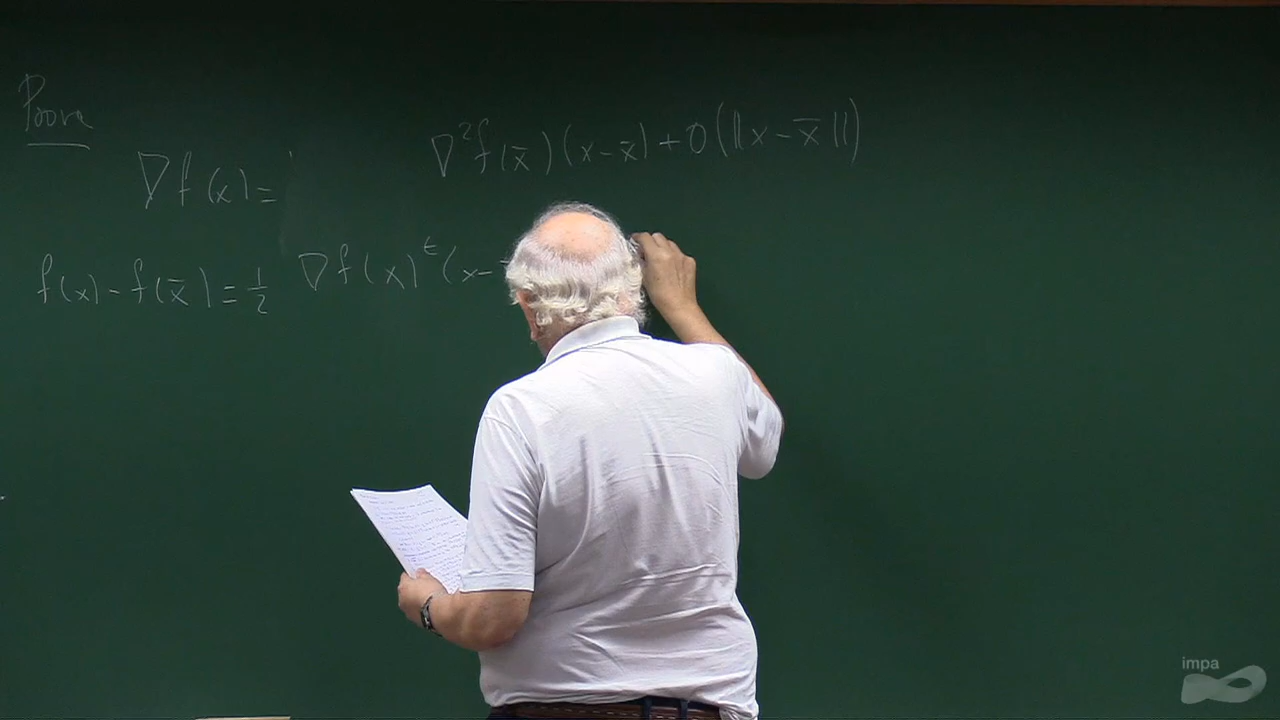 Prova
∇f(x) = ∇²f(x̄)(x-x̄)+o(||x-x̄||)
f(x)-f(x̄)=½ ∇f(x)ᵗ(x-
impa